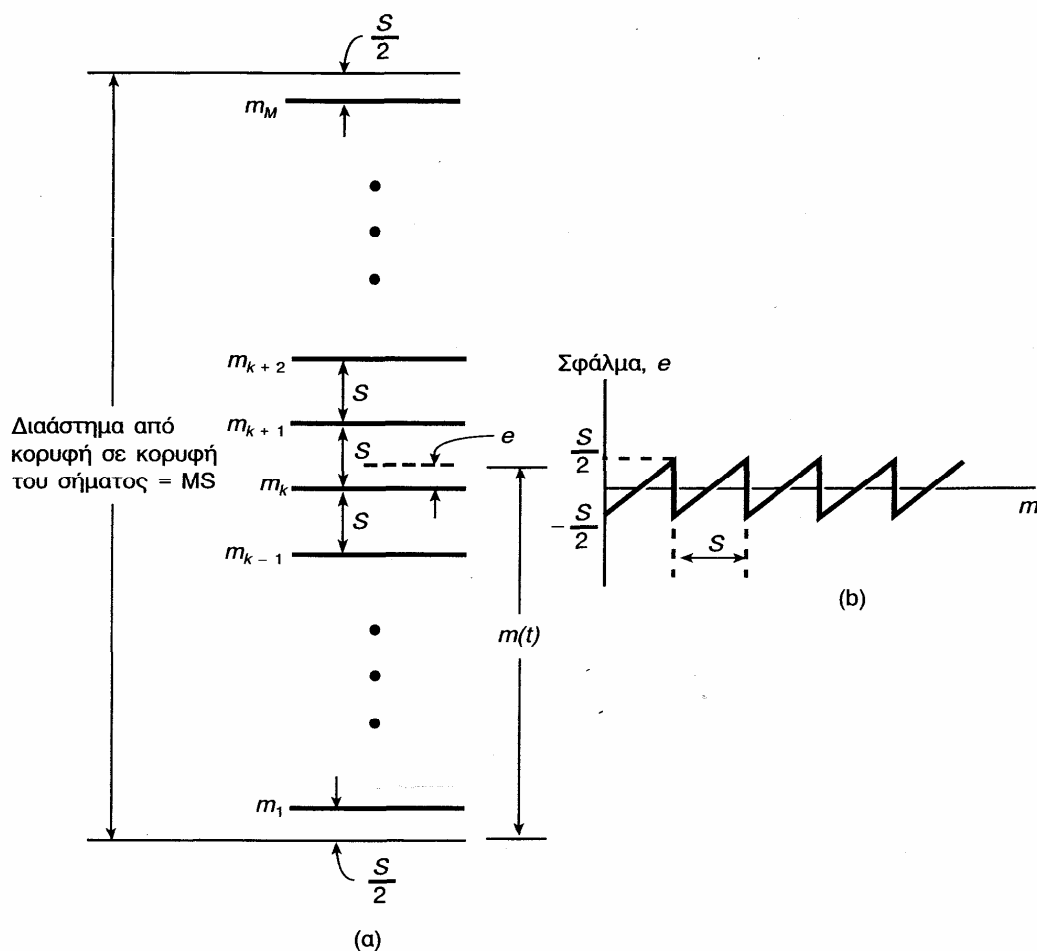 S/2
m_M
m_{k + 2}
S
m_{k + 1}
S
e
m_k
S
m_{k − 1}
Διαάστημα από
κορυφή σε κορυφή
του σήματος = MS
m(t)
m_1
S/2
(α)
Σφάλμα, e
S/2
m
−S/2
S
(b)